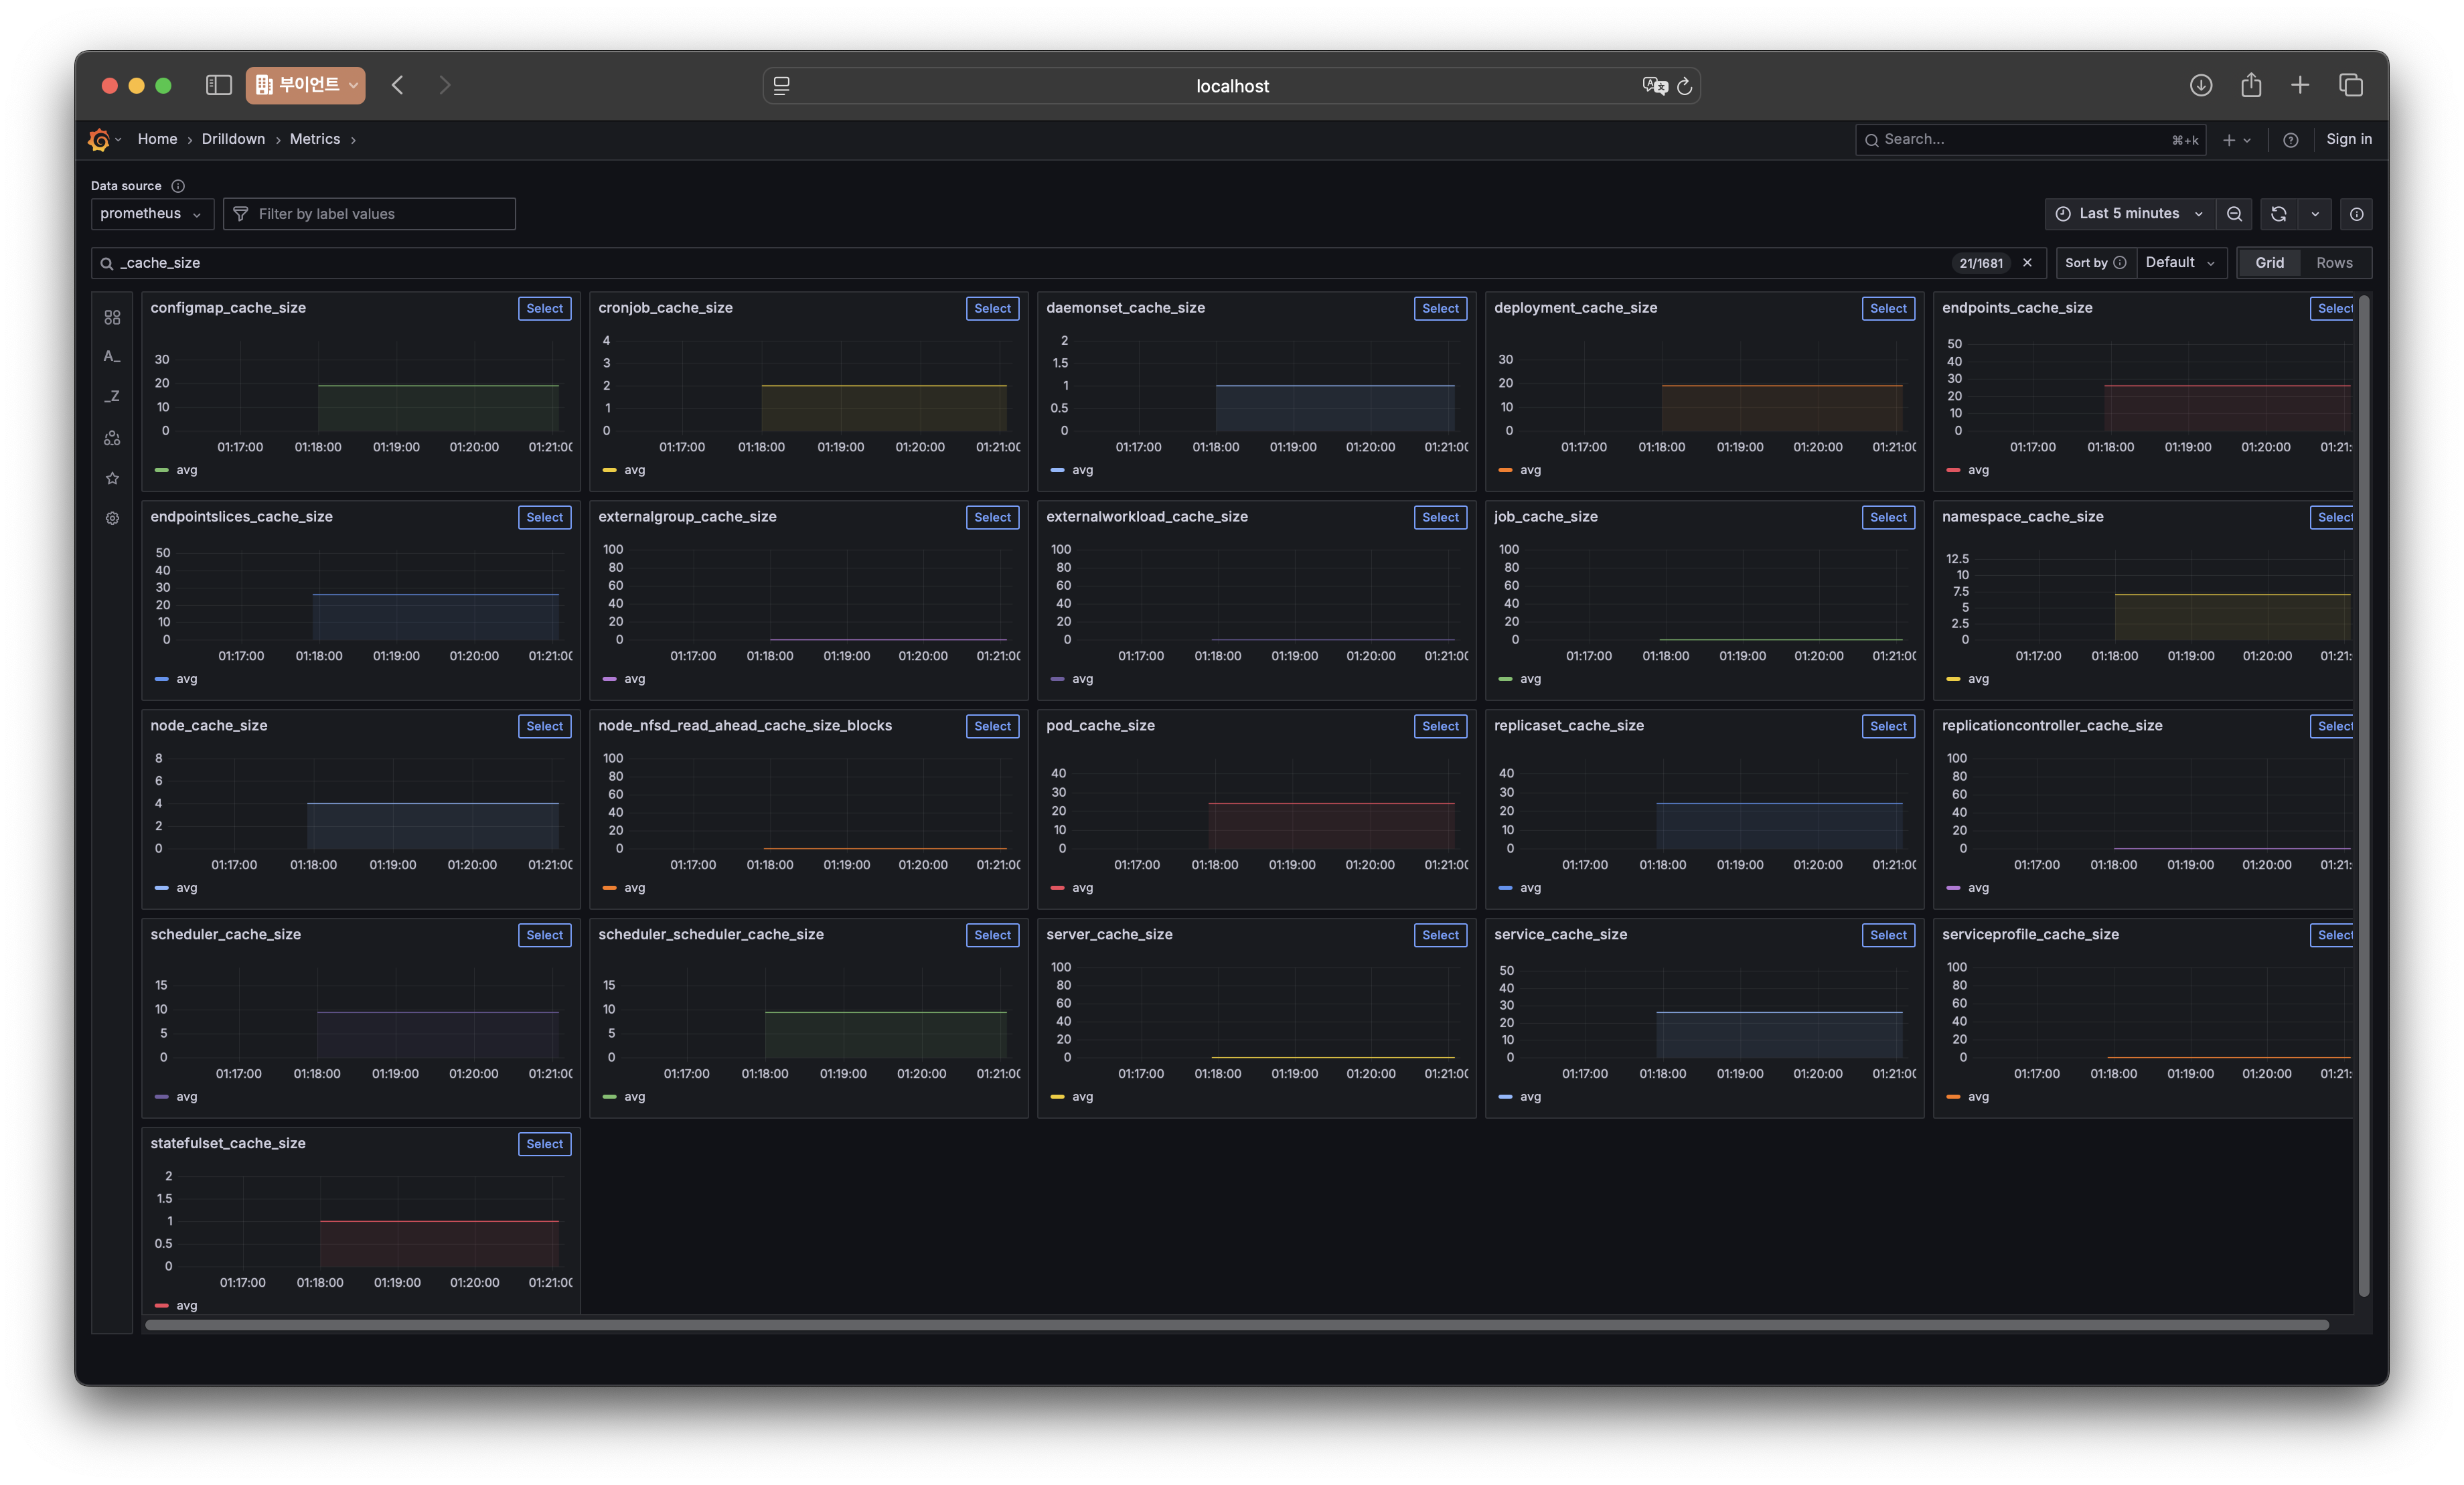 부이언트
localhost
Home › Drilldown › Metrics ›
Search... ⌘+k
Sign in
Data source
prometheus
Filter by label values
Last 5 minutes
_cache_size
21/1681
Sort by Default
Grid Rows
configmap_cache_size Select
30
20
10
0
01:17:00 01:18:00 01:19:00 01:20:00 01:21:00
avg
cronjob_cache_size Select
4
3
2
1
0
01:17:00 01:18:00 01:19:00 01:20:00 01:21:00
avg
daemonset_cache_size Select
2
1.5
1
0.5
0
01:17:00 01:18:00 01:19:00 01:20:00 01:21:00
avg
deployment_cache_size Select
30
20
10
0
01:17:00 01:18:00 01:19:00 01:20:00 01:21:00
avg
endpoints_cache_size Select
50
40
30
20
10
0
01:17:00 01:18:00 01:19:00 01:20:00 01:21:
avg
A_
_Z
endpointslices_cache_size Select
50
40
30
20
10
0
01:17:00 01:18:00 01:19:00 01:20:00 01:21:00
avg
externalgroup_cache_size Select
100
80
60
40
20
0
01:17:00 01:18:00 01:19:00 01:20:00 01:21:00
avg
externalworkload_cache_size Select
100
80
60
40
20
0
01:17:00 01:18:00 01:19:00 01:20:00 01:21:00
avg
job_cache_size Select
100
80
60
40
20
0
01:17:00 01:18:00 01:19:00 01:20:00 01:21:00
avg
namespace_cache_size Select
12.5
10
7.5
5
2.5
0
01:17:00 01:18:00 01:19:00 01:20:00 01:21:
avg
node_cache_size Select
8
6
4
2
0
01:17:00 01:18:00 01:19:00 01:20:00 01:21:00
avg
node_nfsd_read_ahead_cache_size_blocks Select
100
80
60
40
20
0
01:17:00 01:18:00 01:19:00 01:20:00 01:21:00
avg
pod_cache_size Select
40
30
20
10
0
01:17:00 01:18:00 01:19:00 01:20:00 01:21:00
avg
replicaset_cache_size Select
40
30
20
10
0
01:17:00 01:18:00 01:19:00 01:20:00 01:21:00
avg
replicationcontroller_cache_size Select
100
80
60
40
20
0
01:17:00 01:18:00 01:19:00 01:20:00 01:21:
avg
scheduler_cache_size Select
15
10
5
0
01:17:00 01:18:00 01:19:00 01:20:00 01:21:00
avg
scheduler_scheduler_cache_size Select
15
10
5
0
01:17:00 01:18:00 01:19:00 01:20:00 01:21:00
avg
server_cache_size Select
100
80
60
40
20
0
01:17:00 01:18:00 01:19:00 01:20:00 01:21:00
avg
service_cache_size Select
50
40
30
20
10
0
01:17:00 01:18:00 01:19:00 01:20:00 01:21:00
avg
serviceprofile_cache_size Select
100
80
60
40
20
0
01:17:00 01:18:00 01:19:00 01:20:00 01:21:
avg
statefulset_cache_size Select
2
1.5
1
0.5
0
01:17:00 01:18:00 01:19:00 01:20:00 01:21:00
avg